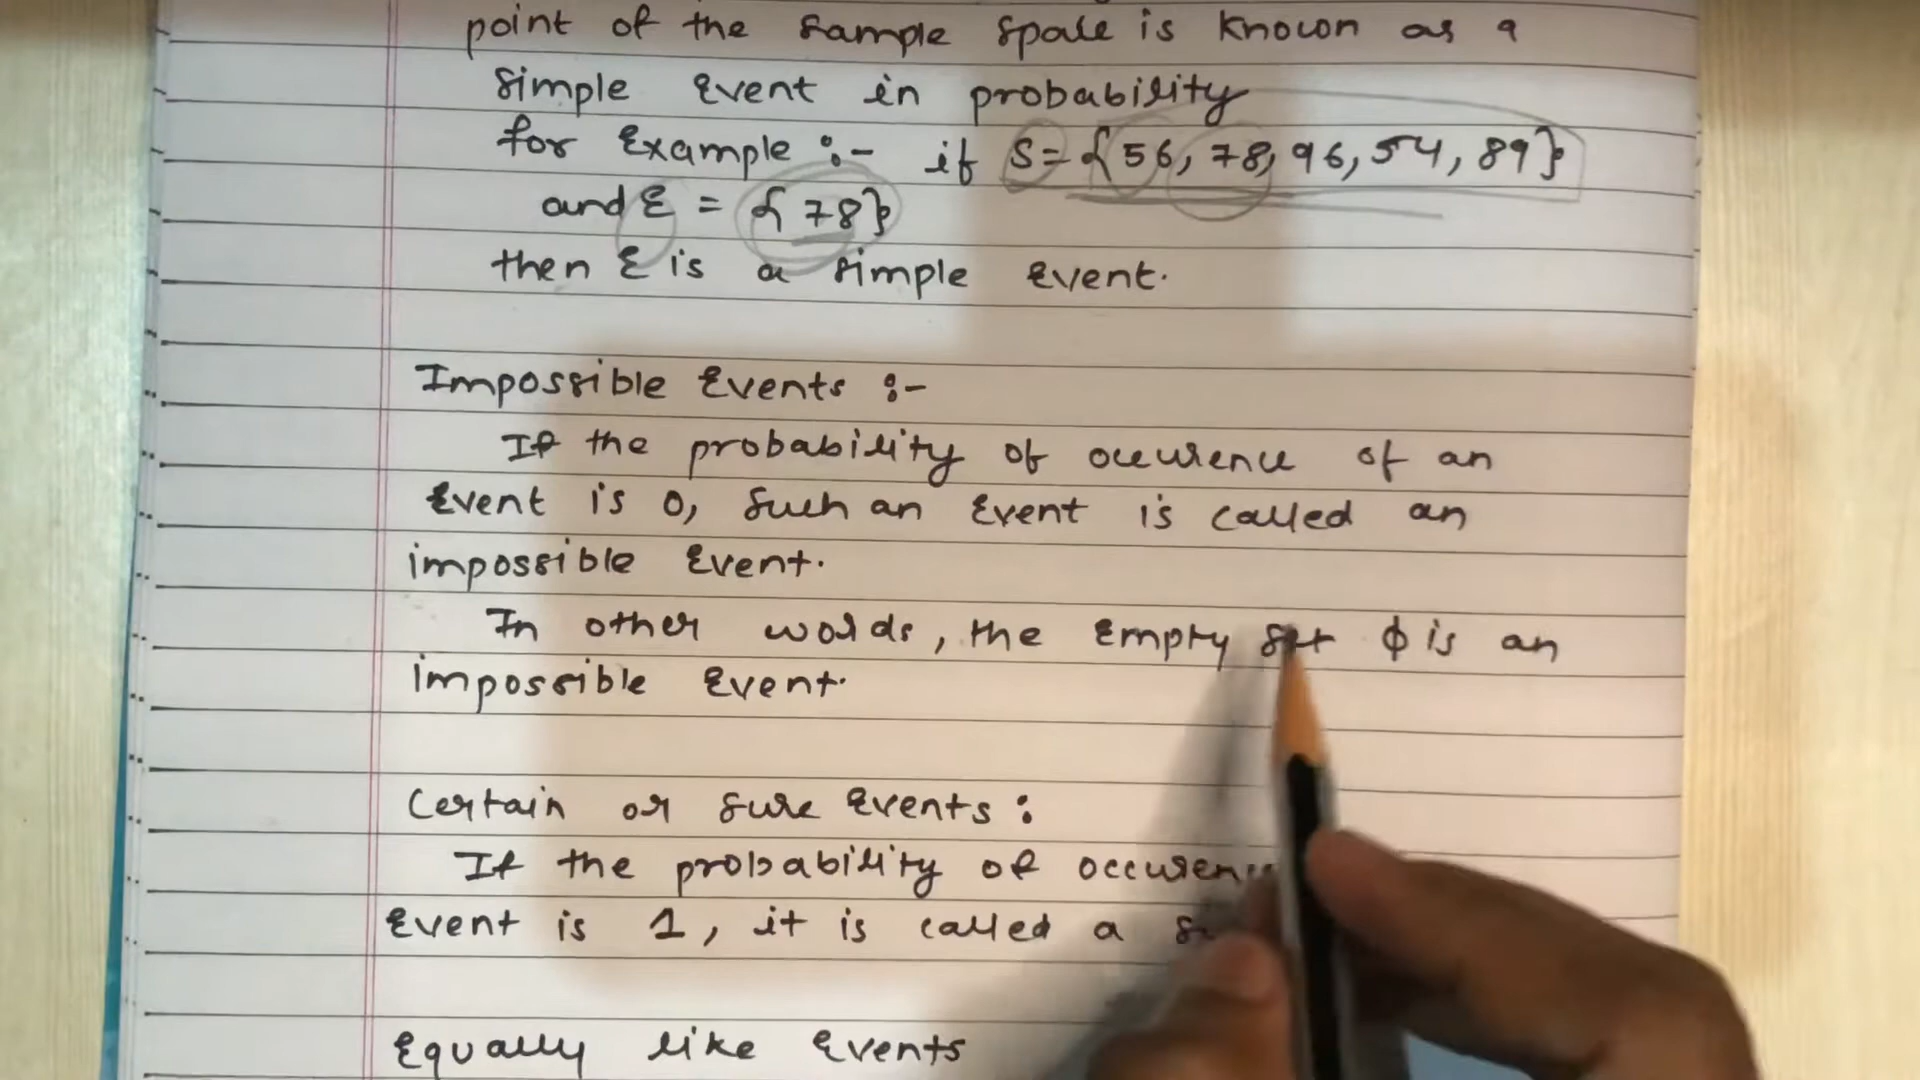 point of the sample space is known as a
simple Event in probability
for Example :- if S = {56, 78, 96, 54, 89}
and E = {78}
then E is a simple Event.
Impossible Events :-
If the probability of occurence of an
Event is 0, such an Event is called an
impossible Event.
In other words, the Empty set ϕ is an
impossible Event.
Certain or sure Events :
If the probability of
Event is 1, it is called a
Equally like Events